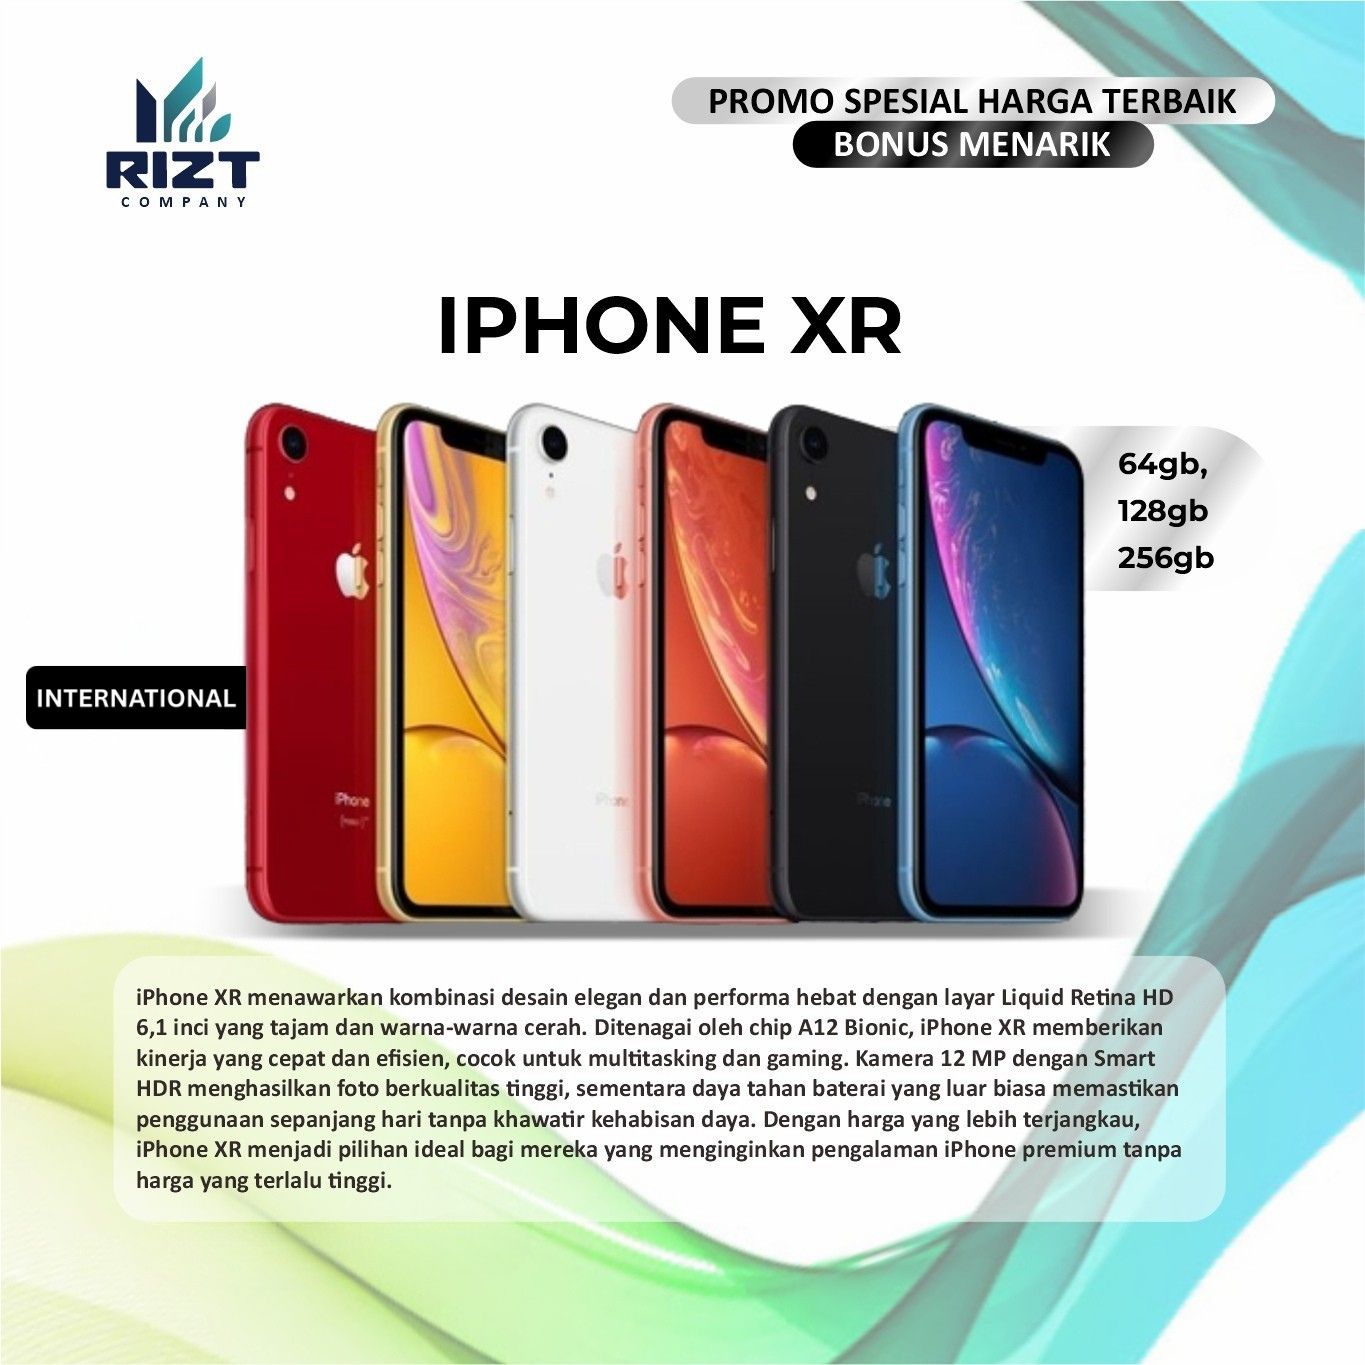 RIZT
COMPANY
PROMO SPESIAL HARGA TERBAIK
BONUS MENARIK
IPHONE XR
64gb,
128gb
256gb
INTERNATIONAL
iPhone
iPhone
iPhone
iPhone XR menawarkan kombinasi desain elegan dan performa hebat dengan layar Liquid Retina HD
6,1 inci yang tajam dan warna-warna cerah. Ditenagai oleh chip A12 Bionic, iPhone XR memberikan
kinerja yang cepat dan efisien, cocok untuk multitasking dan gaming. Kamera 12 MP dengan Smart
HDR menghasilkan foto berkualitas tinggi, sementara daya tahan baterai yang luar biasa memastikan
penggunaan sepanjang hari tanpa khawatir kehabisan daya. Dengan harga yang lebih terjangkau,
iPhone XR menjadi pilihan ideal bagi mereka yang menginginkan pengalaman iPhone premium tanpa
harga yang terlalu tinggi.